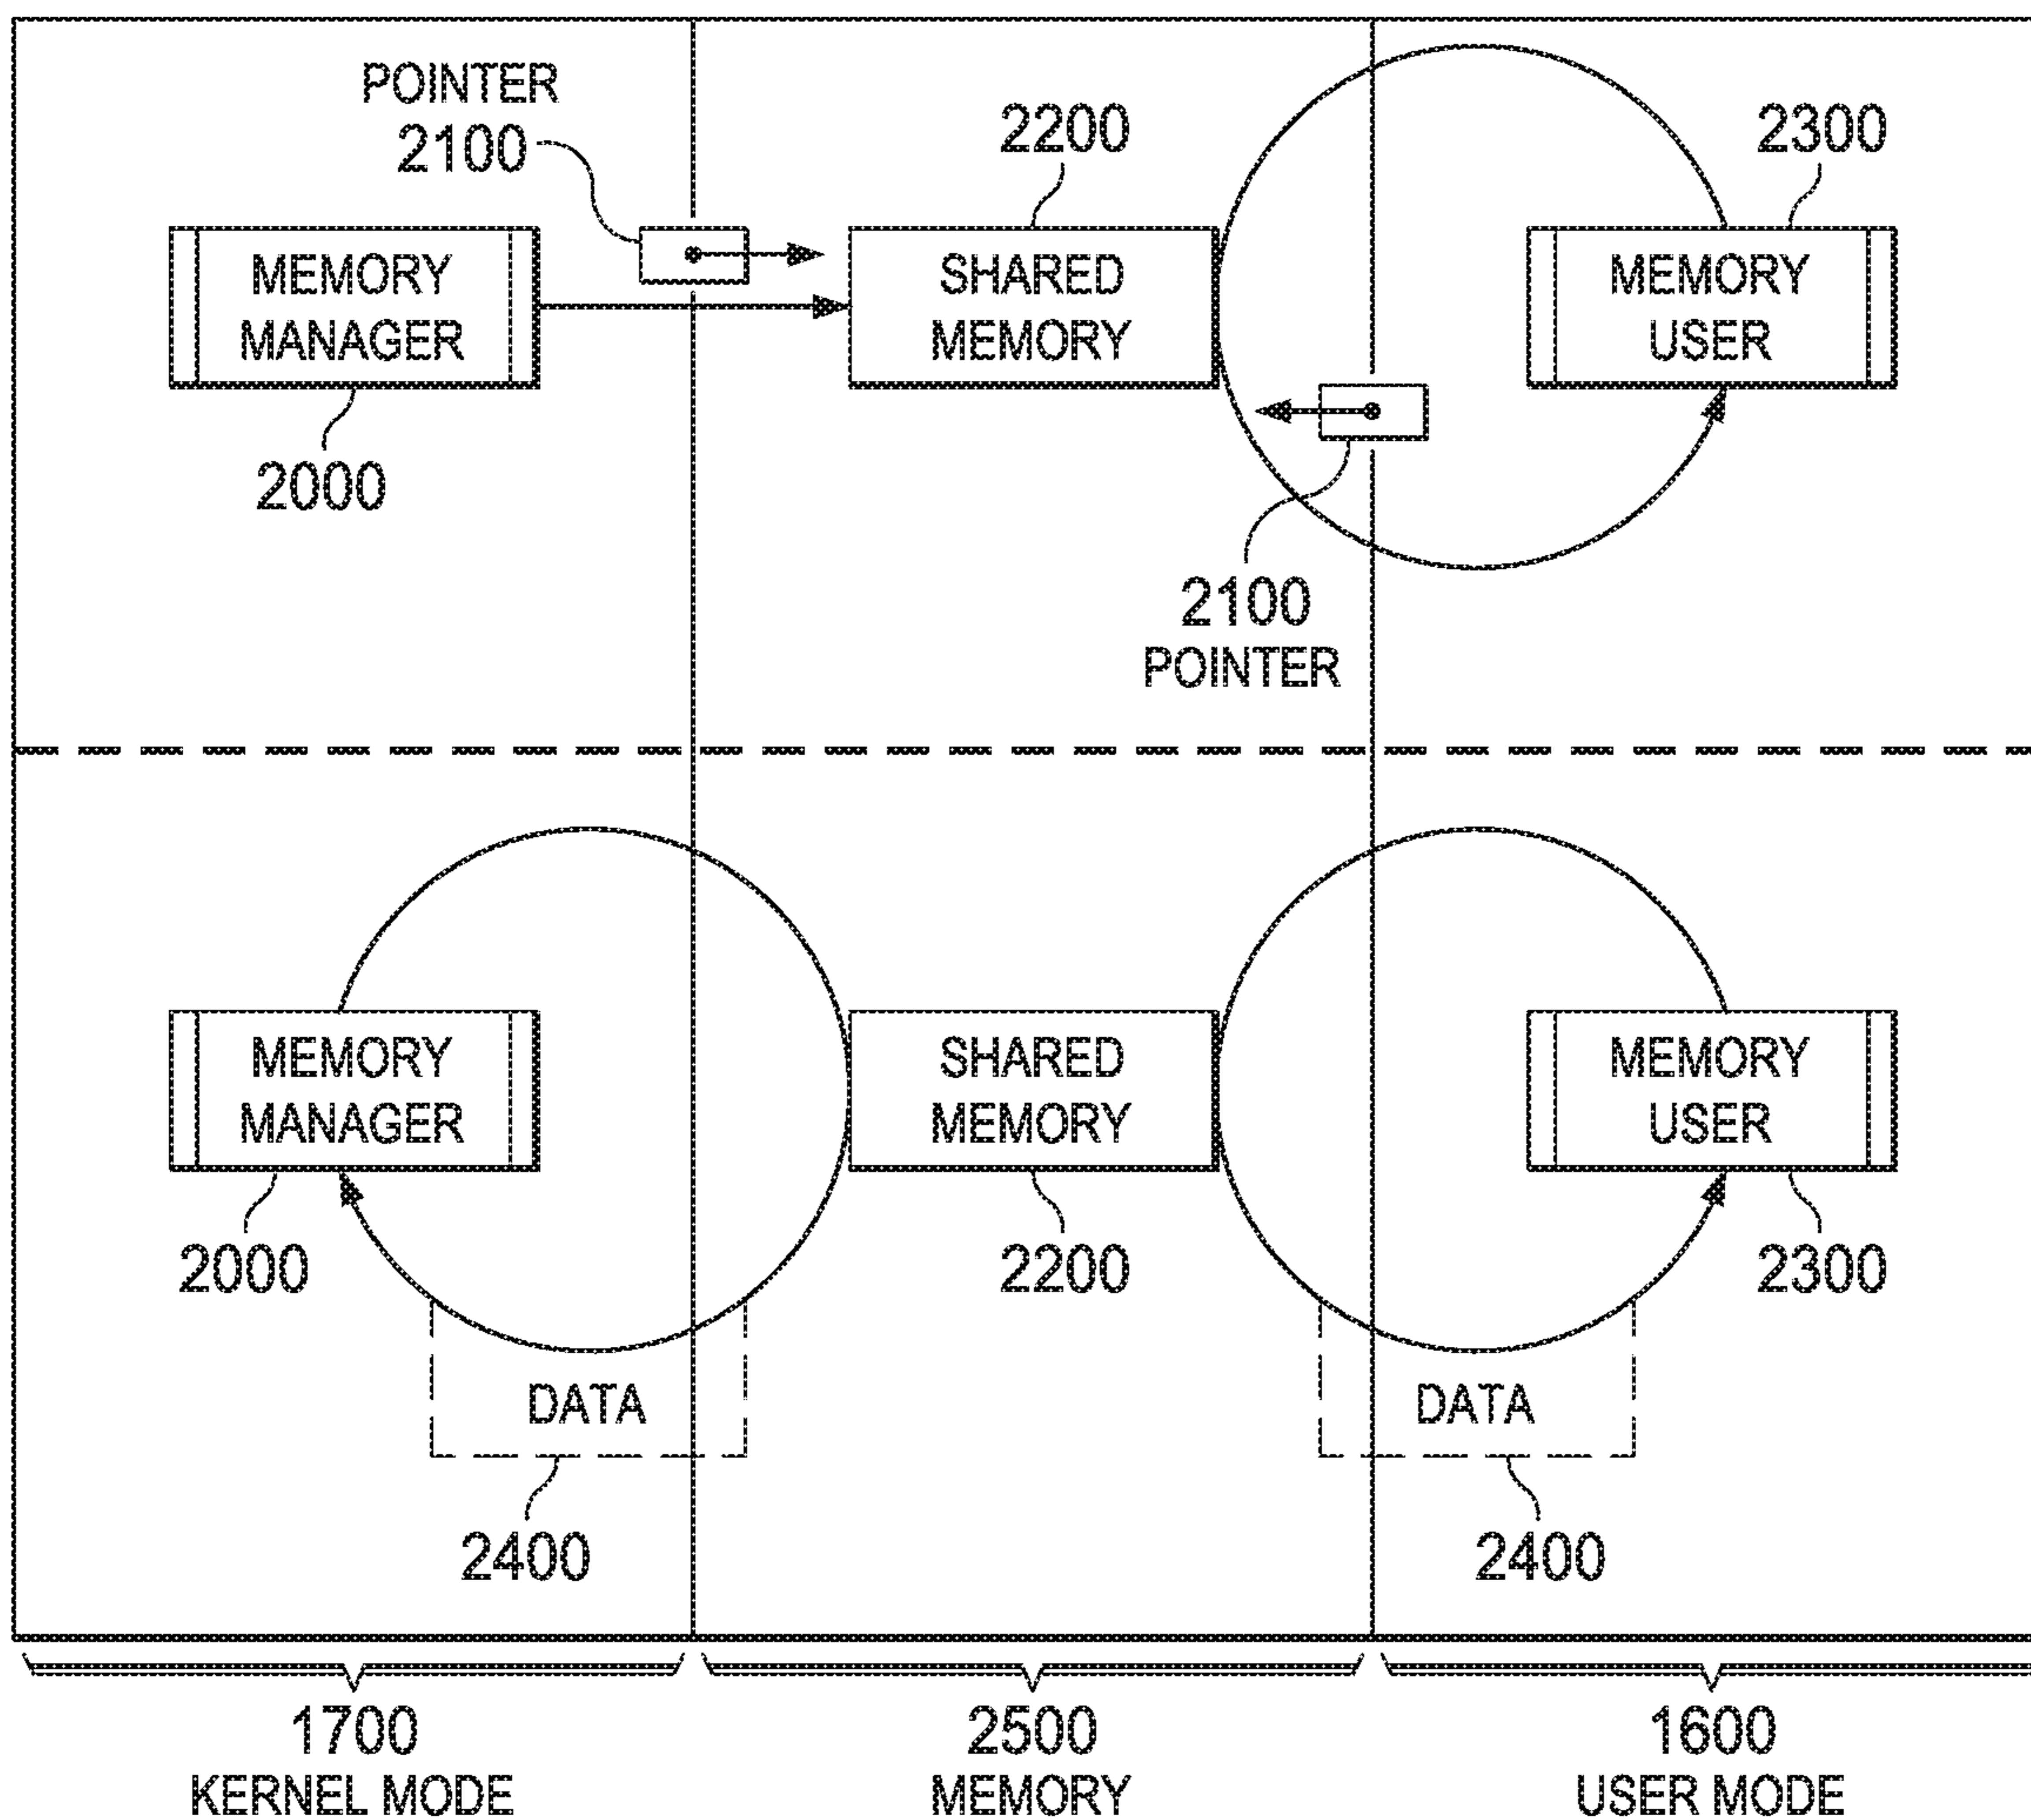 POINTER
2100
2200
2300
MEMORY
MANAGER
SHARED
MEMORY
MEMORY
USER
2000
2100
POINTER
MEMORY
MANAGER
SHARED
MEMORY
MEMORY
USER
2000
2200
2300
DATA
DATA
2400
2400
1700
KERNEL MODE
2500
MEMORY
1600
USER MODE